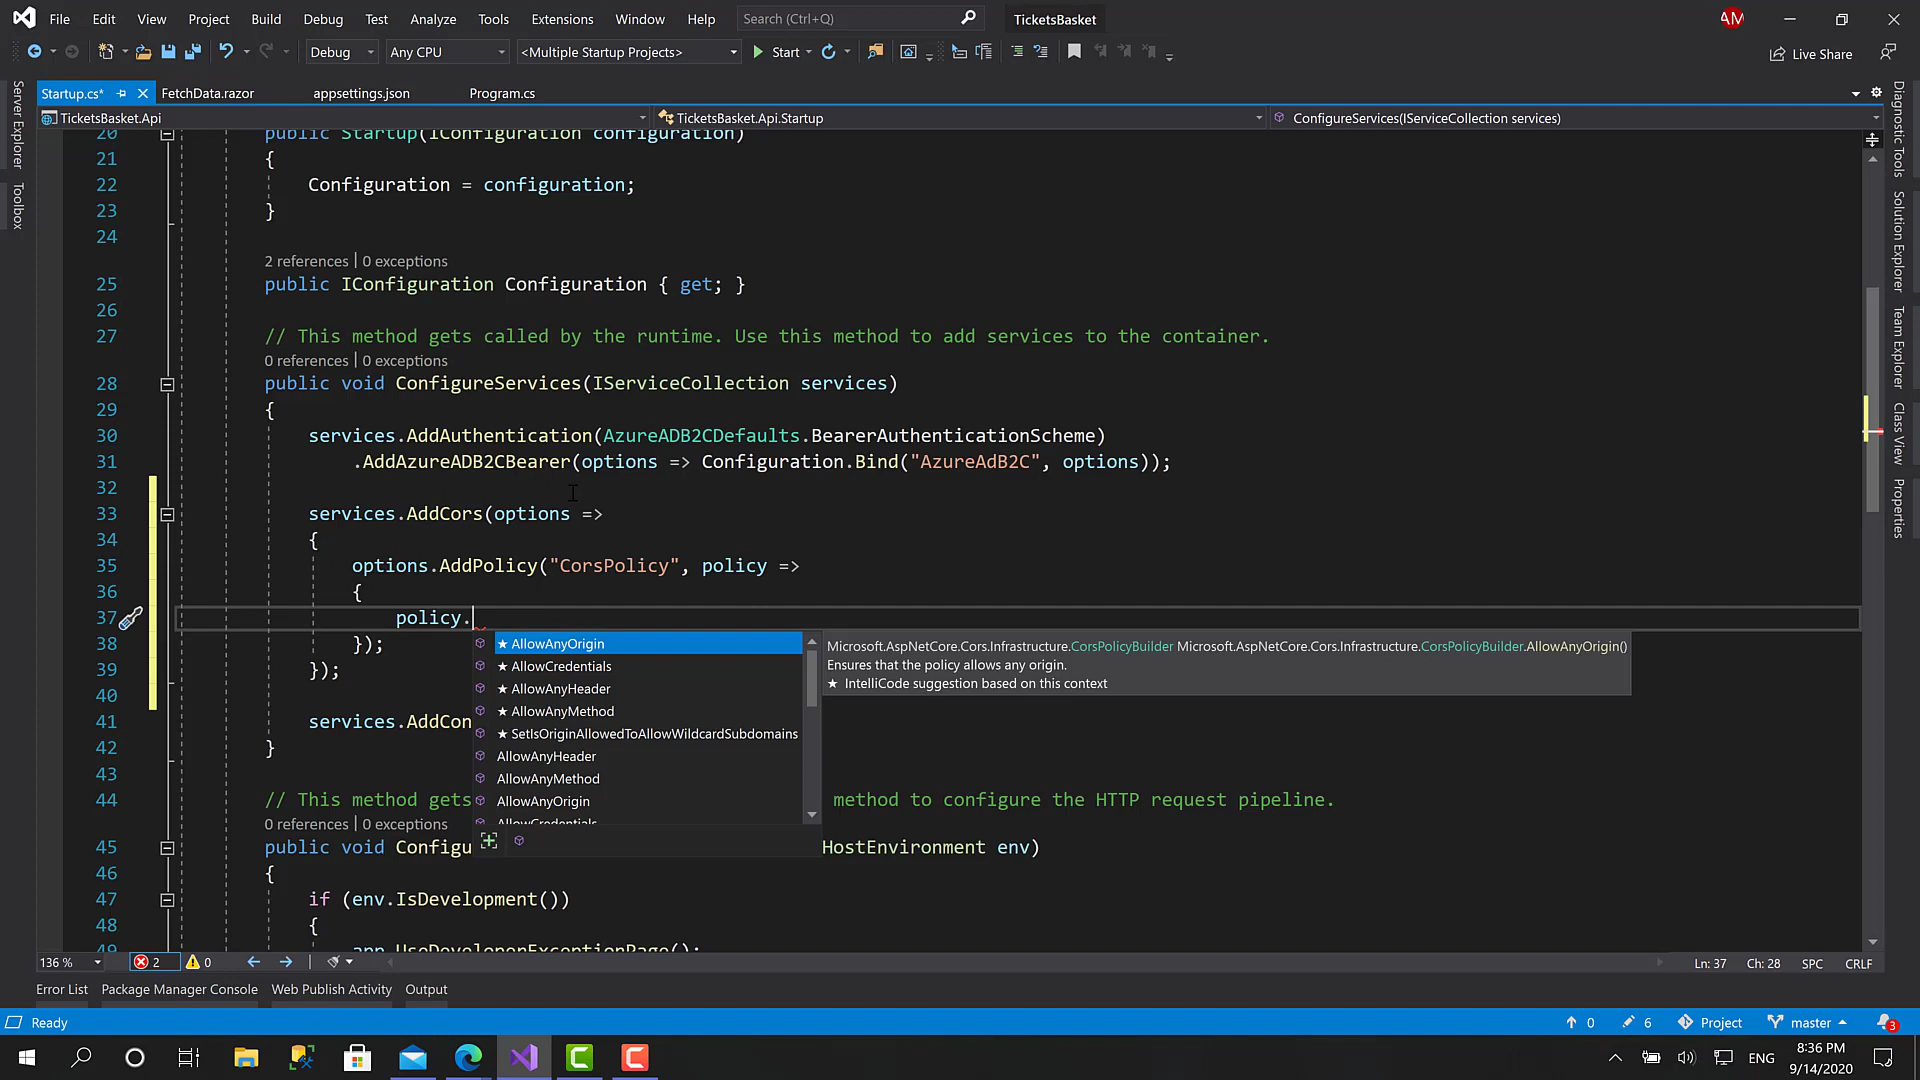 File Edit View Project Build Debug Test Analyze Tools Extensions Window Help Search (Ctrl+Q) TicketsBasket AM
Debug Any CPU <Multiple Startup Projects> Start Live Share
Startup.cs* FetchData.razor appsettings.json Program.cs
TicketsBasket.Api TicketsBasket.Api.Startup ConfigureServices(IServiceCollection services)
Server Explorer
Toolbox
20 public Startup(IConfiguration configuration)
21 {
22 Configuration = configuration;
23 }
24
2 references | 0 exceptions
25 public IConfiguration Configuration { get; }
26
27 // This method gets called by the runtime. Use this method to add services to the container.
0 references | 0 exceptions
28 public void ConfigureServices(IServiceCollection services)
29 {
30 services.AddAuthentication(AzureADB2CDefaults.BearerAuthenticationScheme)
31 .AddAzureADB2CBearer(options => Configuration.Bind("AzureAdB2C", options));
32
33 services.AddCors(options =>
34 {
35 options.AddPolicy("CorsPolicy", policy =>
36 {
37 policy.
38 });
39 });
40
41 services.AddCon
42 }
43
44 // This method gets method to configure the HTTP request pipeline.
0 references | 0 exceptions
45 public void Configu HostEnvironment env)
46 {
47 if (env.IsDevelopment())
48 {
49 app.UseDeveloperExceptionPage();
★ AllowAnyOrigin
★ AllowCredentials
★ AllowAnyHeader
★ AllowAnyMethod
★ SetIsOriginAllowedToAllowWildcardSubdomains
AllowAnyHeader
AllowAnyMethod
AllowAnyOrigin
AllowCredentials
Microsoft.AspNetCore.Cors.Infrastructure.CorsPolicyBuilder Microsoft.AspNetCore.Cors.Infrastructure.CorsPolicyBuilder.AllowAnyOrigin()
Ensures that the policy allows any origin.
★ IntelliCode suggestion based on this context
Diagnostic Tools
Solution Explorer
Team Explorer
Class View
Properties
136 % 2 0 Ln: 37 Ch: 28 SPC CRLF
Error List Package Manager Console Web Publish Activity Output
Ready 0 6 Project master 3
ENG 8:36 PM
9/14/2020